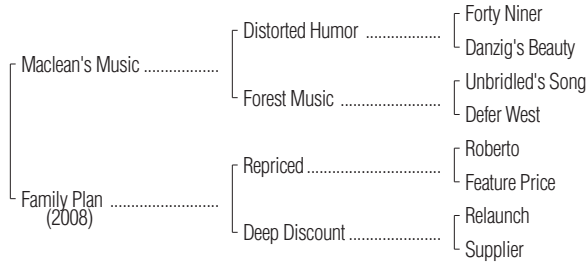 Forty Niner
Distorted Humor ..................
Danzig's Beauty
Maclean's Music ..................
Unbridled's Song
Forest Music ........................
Defer West
Roberto
Repriced ................................
Feature Price
Family Plan ..........................
(2008)
Relaunch
Deep Discount ......................
Supplier